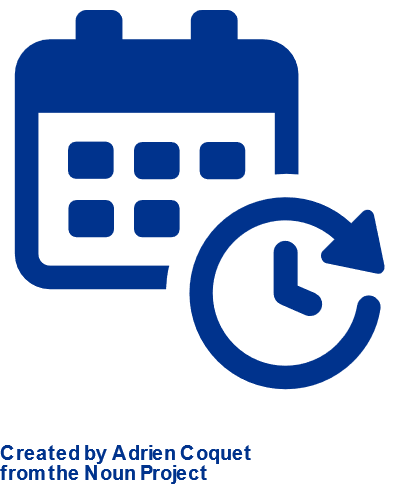 Created by Adrien Coquet
from the Noun Project